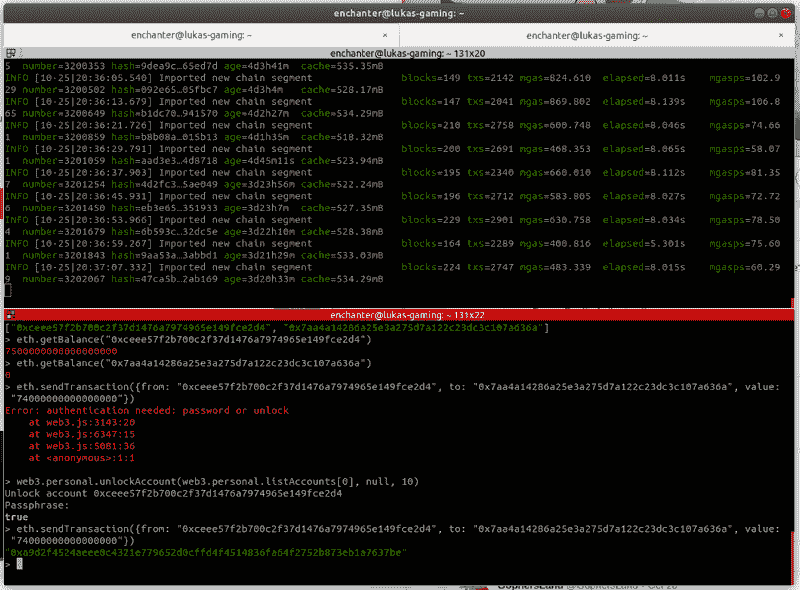 enchanter@lukas-gaming: ~
enchanter@lukas-gaming: ~ × enchanter@lukas-gaming: ~ ×
enchanter@lukas-gaming: ~ 131x20
5 number=3200353 hash=9dea9c…65ed7d age=4d3h41m cache=535.35mB
INFO [10-25|20:36:05.540] Imported new chain segment blocks=149 txs=2142 mgas=824.610 elapsed=8.011s mgasps=102.9
29 number=3200502 hash=092e65…05fbc7 age=4d3h4m cache=528.17mB
INFO [10-25|20:36:13.679] Imported new chain segment blocks=147 txs=2041 mgas=869.802 elapsed=8.139s mgasps=106.8
65 number=3200649 hash=b1dc70…941570 age=4d2h27m cache=534.29mB
INFO [10-25|20:36:21.726] Imported new chain segment blocks=210 txs=2758 mgas=600.748 elapsed=8.046s mgasps=74.66
1 number=3200859 hash=b8b08a…015b13 age=4d1h35m cache=518.32mB
INFO [10-25|20:36:29.791] Imported new chain segment blocks=200 txs=2691 mgas=468.353 elapsed=8.065s mgasps=58.07
1 number=3201059 hash=aad3e3…4d8718 age=4d45m11s cache=523.94mB
INFO [10-25|20:36:37.903] Imported new chain segment blocks=195 txs=2340 mgas=660.010 elapsed=8.112s mgasps=81.35
7 number=3201254 hash=4d2fc3…5ae049 age=3d23h56m cache=522.24mB
INFO [10-25|20:36:45.931] Imported new chain segment blocks=196 txs=2712 mgas=583.805 elapsed=8.027s mgasps=72.72
6 number=3201450 hash=eb3e65…351933 age=3d23h7m cache=527.35mB
INFO [10-25|20:36:53.966] Imported new chain segment blocks=229 txs=2901 mgas=630.758 elapsed=8.034s mgasps=78.50
4 number=3201679 hash=6b593c…32dc5e age=3d22h10m cache=528.38mB
INFO [10-25|20:36:59.267] Imported new chain segment blocks=164 txs=2289 mgas=400.816 elapsed=5.301s mgasps=75.60
1 number=3201843 hash=9aa53a…3abbd1 age=3d21h29m cache=533.03mB
INFO [10-25|20:37:07.332] Imported new chain segment blocks=224 txs=2747 mgas=483.339 elapsed=8.015s mgasps=60.29
9 number=3202067 hash=47ca5b…2ab169 age=3d20h33m cache=534.29mB
enchanter@lukas-gaming: ~ 131x22
["0xceee57f2b700c2f37d1476a7974965e149fce2d4", "0x7aa4a14286a25e3a275d7a122c23dc3c107a636a"]
> eth.getBalance("0xceee57f2b700c2f37d1476a7974965e149fce2d4")
> eth.getBalance("0x7aa4a14286a25e3a275d7a122c23dc3c107a636a")
0
> eth.sendTransaction({from: "0xceee57f2b700c2f37d1476a7974965e149fce2d4", to: "0x7aa4a14286a25e3a275d7a122c23dc3c107a636a", value:
"74000000000000000"})
Error: authentication needed: password or unlock
at web3.js:3143:20
at web3.js:6347:15
at web3.js:5081:36
at <anonymous>:1:1
> web3.personal.unlockAccount(web3.personal.listAccounts[0], null, 10)
Unlock account 0xceee57f2b700c2f37d1476a7974965e149fce2d4
Passphrase:
true
> eth.sendTransaction({from: "0xceee57f2b700c2f37d1476a7974965e149fce2d4", to: "0x7aa4a14286a25e3a275d7a122c23dc3c107a636a", value:
"74000000000000000"})
"0xa9d2f4524aeee0c4321e779652d0cffd4f4514836fa64f2752b873eb1a7637be"
>